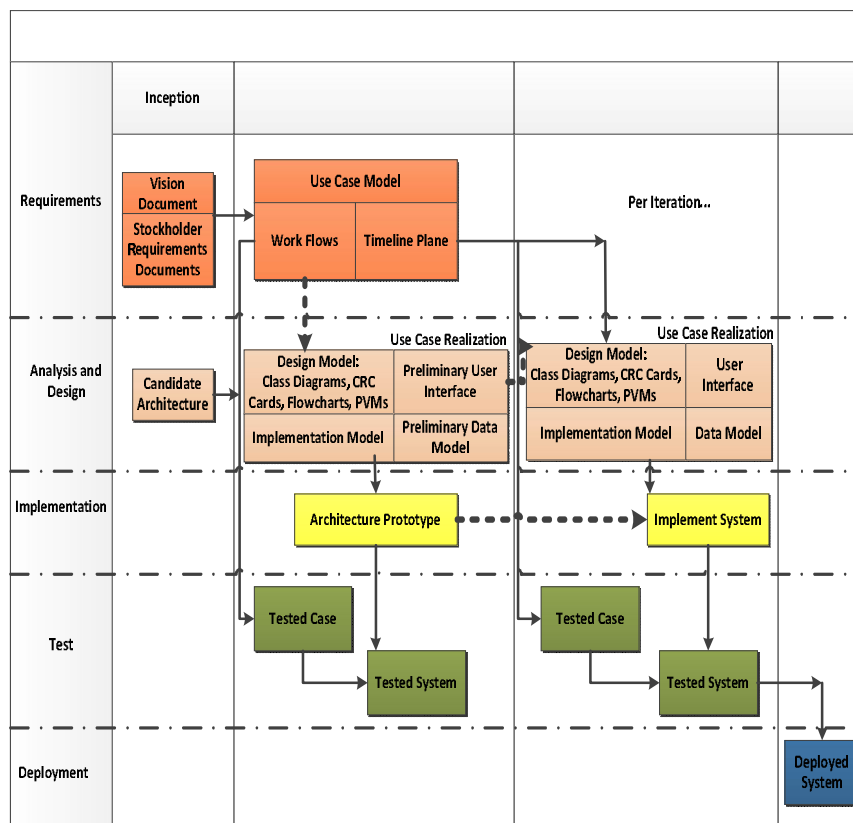 Inception
Requirements
Vision
Document
Stockholder
Requirements
Documents
Use Case Model
Work Flows
Timeline Plane
Per Iteration...
Analysis and
Design
Candidate
Architecture
Use Case Realization
Design Model:
Class Diagrams, CRC
Cards, Flowcharts, PVMs
Preliminary User
Interface
Implementation Model
Preliminary Data
Model
Use Case Realization
Design Model:
Class Diagrams, CRC Cards,
Flowcharts, PVMs
User
Interface
Implementation Model
Data Model
Implementation
Architecture Prototype
Implement System
Test
Tested Case
Tested System
Tested Case
Tested System
Deployment
Deployed
System